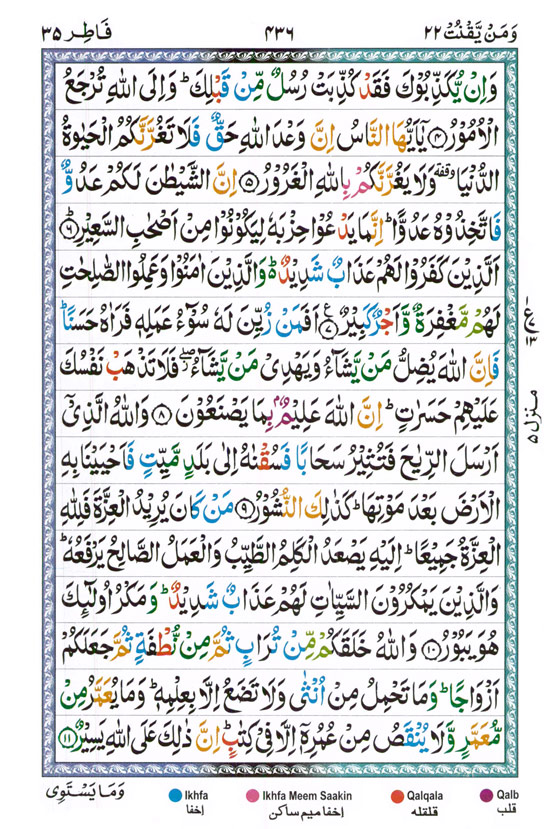 وَمَنْ يَّقْنُتْ ٢٢ ٤٣٦ فَاطِر ٣٥
وَاِنْ يُّكَذِّبُوْكَ فَقَدْ كُذِّبَتْ رُسُلٌ مِّنْ قَبْلِكَ ؕ وَاِلَى اللّٰهِ تُرْجَعُ
الْاُمُوْرُ ۝٤ يٰۤاَيُّهَا النَّاسُ اِنَّ وَعْدَ اللّٰهِ حَقٌّ فَلَا تَغُرَّنَّكُمُ الْحَيٰوةُ
الدُّنْيَا ۥ وقفة وَلَا يَغُرَّنَّكُمْ بِاللّٰهِ الْغَرُوْرُ ۝٥ اِنَّ الشَّيْطٰنَ لَكُمْ عَدُوٌّ
فَاتَّخِذُوْهُ عَدُوًّا ؕ اِنَّمَا يَدْعُوْا حِزْبَهٗ لِيَكُوْنُوْا مِنْ اَصْحٰبِ السَّعِيْرِ ؕ۝٦
اَلَّذِيْنَ كَفَرُوْا لَهُمْ عَذَابٌ شَدِيْدٌ ؕ۬ وَالَّذِيْنَ اٰمَنُوْا وَعَمِلُوا الصّٰلِحٰتِ
لَهُمْ مَّغْفِرَةٌ وَّاَجْرٌ كَبِيْرٌ ۝٧ ع اَفَمَنْ زُيِّنَ لَهٗ سُوْٓءُ عَمَلِهٖ فَرَاٰهُ حَسَنًا ؕ
فَاِنَّ اللّٰهَ يُضِلُّ مَنْ يَّشَآءُ وَيَهْدِيْ مَنْ يَّشَآءُ ۖ فَلَا تَذْهَبْ نَفْسُكَ
عَلَيْهِمْ حَسَرٰتٍ ؕ اِنَّ اللّٰهَ عَلِيْمٌۢ بِمَا يَصْنَعُوْنَ ۝٨ وَاللّٰهُ الَّذِيْۤ
اَرْسَلَ الرِّيٰحَ فَتُثِيْرُ سَحَابًا فَسُقْنٰهُ اِلٰى بَلَدٍ مَّيِّتٍ فَاَحْيَيْنَا بِهِ
الْاَرْضَ بَعْدَ مَوْتِهَا ؕ كَذٰلِكَ النُّشُوْرُ ۝٩ مَنْ كَانَ يُرِيْدُ الْعِزَّةَ فَلِلّٰهِ
الْعِزَّةُ جَمِيْعًا ؕ اِلَيْهِ يَصْعَدُ الْكَلِمُ الطَّيِّبُ وَالْعَمَلُ الصَّالِحُ يَرْفَعُهٗ ؕ
وَالَّذِيْنَ يَمْكُرُوْنَ السَّيِّاٰتِ لَهُمْ عَذَابٌ شَدِيْدٌ ؕ وَمَكْرُ اُولٰٓئِكَ
هُوَ يَبُوْرُ ۝١٠ وَاللّٰهُ خَلَقَكُمْ مِّنْ تُرَابٍ ثُمَّ مِنْ نُّطْفَةٍ ثُمَّ جَعَلَكُمْ
اَزْوَاجًا ؕ وَمَا تَحْمِلُ مِنْ اُنْثٰى وَلَا تَضَعُ اِلَّا بِعِلْمِهٖ ؕ وَمَا يُعَمَّرُ مِنْ
مُّعَمَّرٍ وَّلَا يُنْقَصُ مِنْ عُمُرِهٖۤ اِلَّا فِيْ كِتٰبٍ ؕ اِنَّ ذٰلِكَ عَلَى اللّٰهِ يَسِيْرٌ ۝١١
منزل ٥
وَمَا يَسْتَوِي
Ikhfa Ikhfa Meem Saakin Qalqala Qalb
اخفا اخفا میم ساکن قلقله قلب